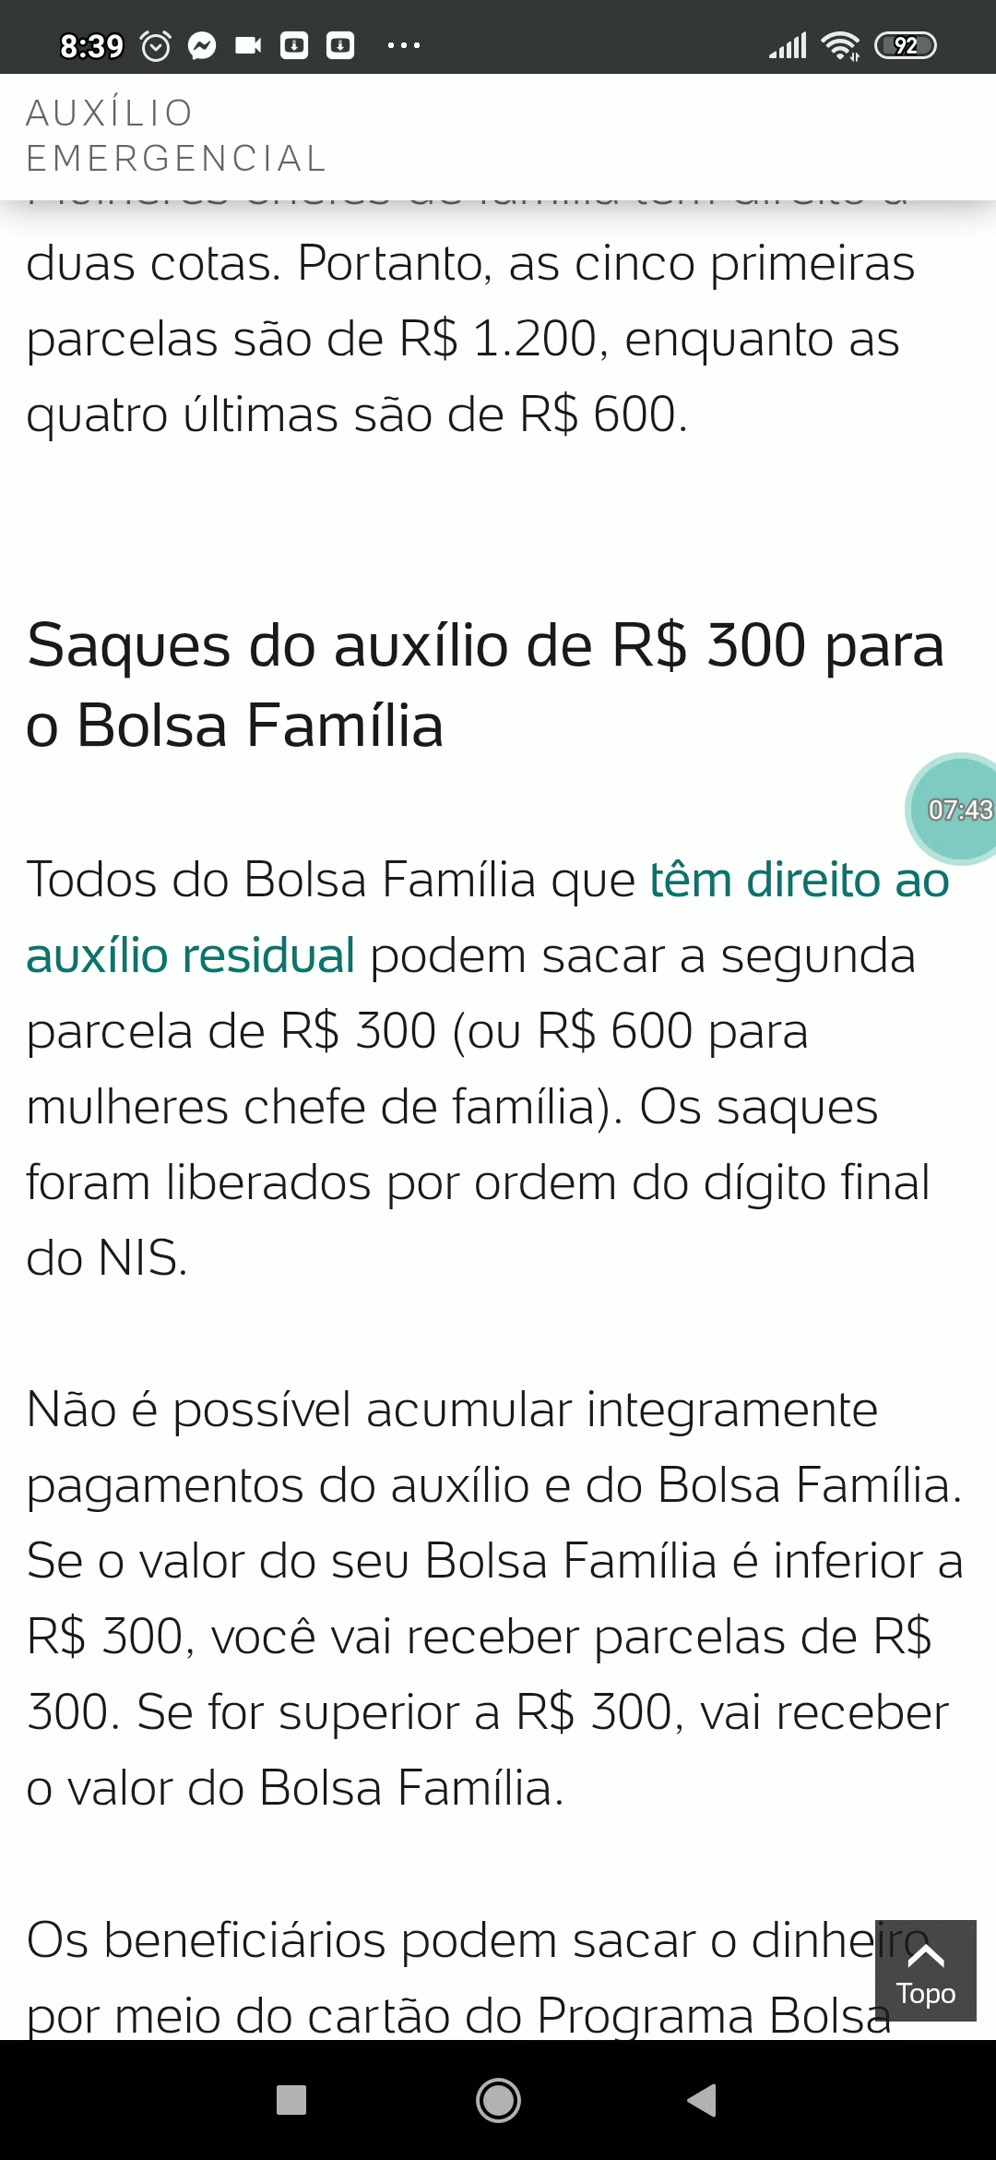 8:39
92
AUXÍLIO
EMERGENCIAL
Mulheres chefes de família têm direito a
duas cotas. Portanto, as cinco primeiras
parcelas são de R$ 1.200, enquanto as
quatro últimas são de R$ 600.
Saques do auxílio de R$ 300 para
o Bolsa Família
07:43
Todos do Bolsa Família que têm direito ao
auxílio residual podem sacar a segunda
parcela de R$ 300 (ou R$ 600 para
mulheres chefe de família). Os saques
foram liberados por ordem do dígito final
do NIS.
Não é possível acumular integramente
pagamentos do auxílio e do Bolsa Família.
Se o valor do seu Bolsa Família é inferior a
R$ 300, você vai receber parcelas de R$
300. Se for superior a R$ 300, vai receber
o valor do Bolsa Família.
Os beneficiários podem sacar o dinheiro
Topo
por meio do cartão do Programa Bolsa